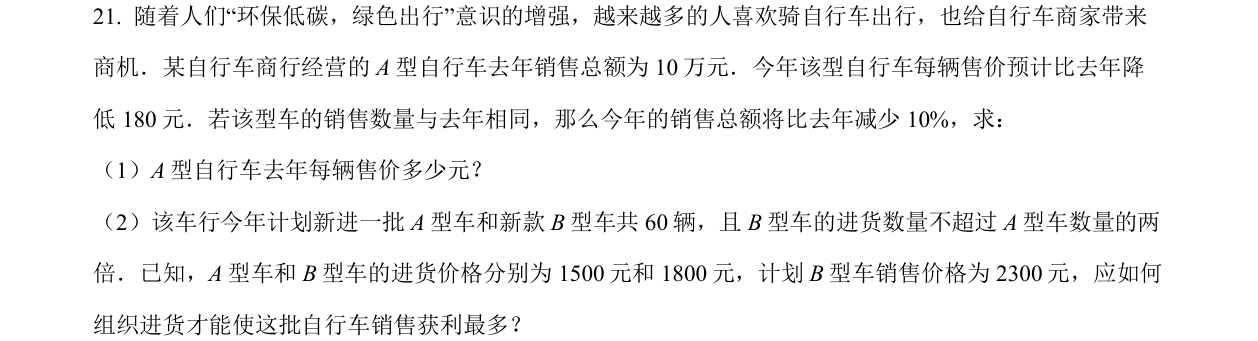 21. 随着人们“环保低碳，绿色出行”意识的增强，越来越多的人喜欢骑自行车出行，也给自行车商家带来
商机．某自行车商行经营的 A 型自行车去年销售总额为 10 万元．今年该型自行车每辆售价预计比去年降
低 180 元．若该型车的销售数量与去年相同，那么今年的销售总额将比去年减少 10%，求：
（1）A 型自行车去年每辆售价多少元？
（2）该车行今年计划新进一批 A 型车和新款 B 型车共 60 辆，且 B 型车的进货数量不超过 A 型车数量的两
倍．已知，A 型车和 B 型车的进货价格分别为 1500 元和 1800 元，计划 B 型车销售价格为 2300 元，应如何
组织进货才能使这批自行车销售获利最多？